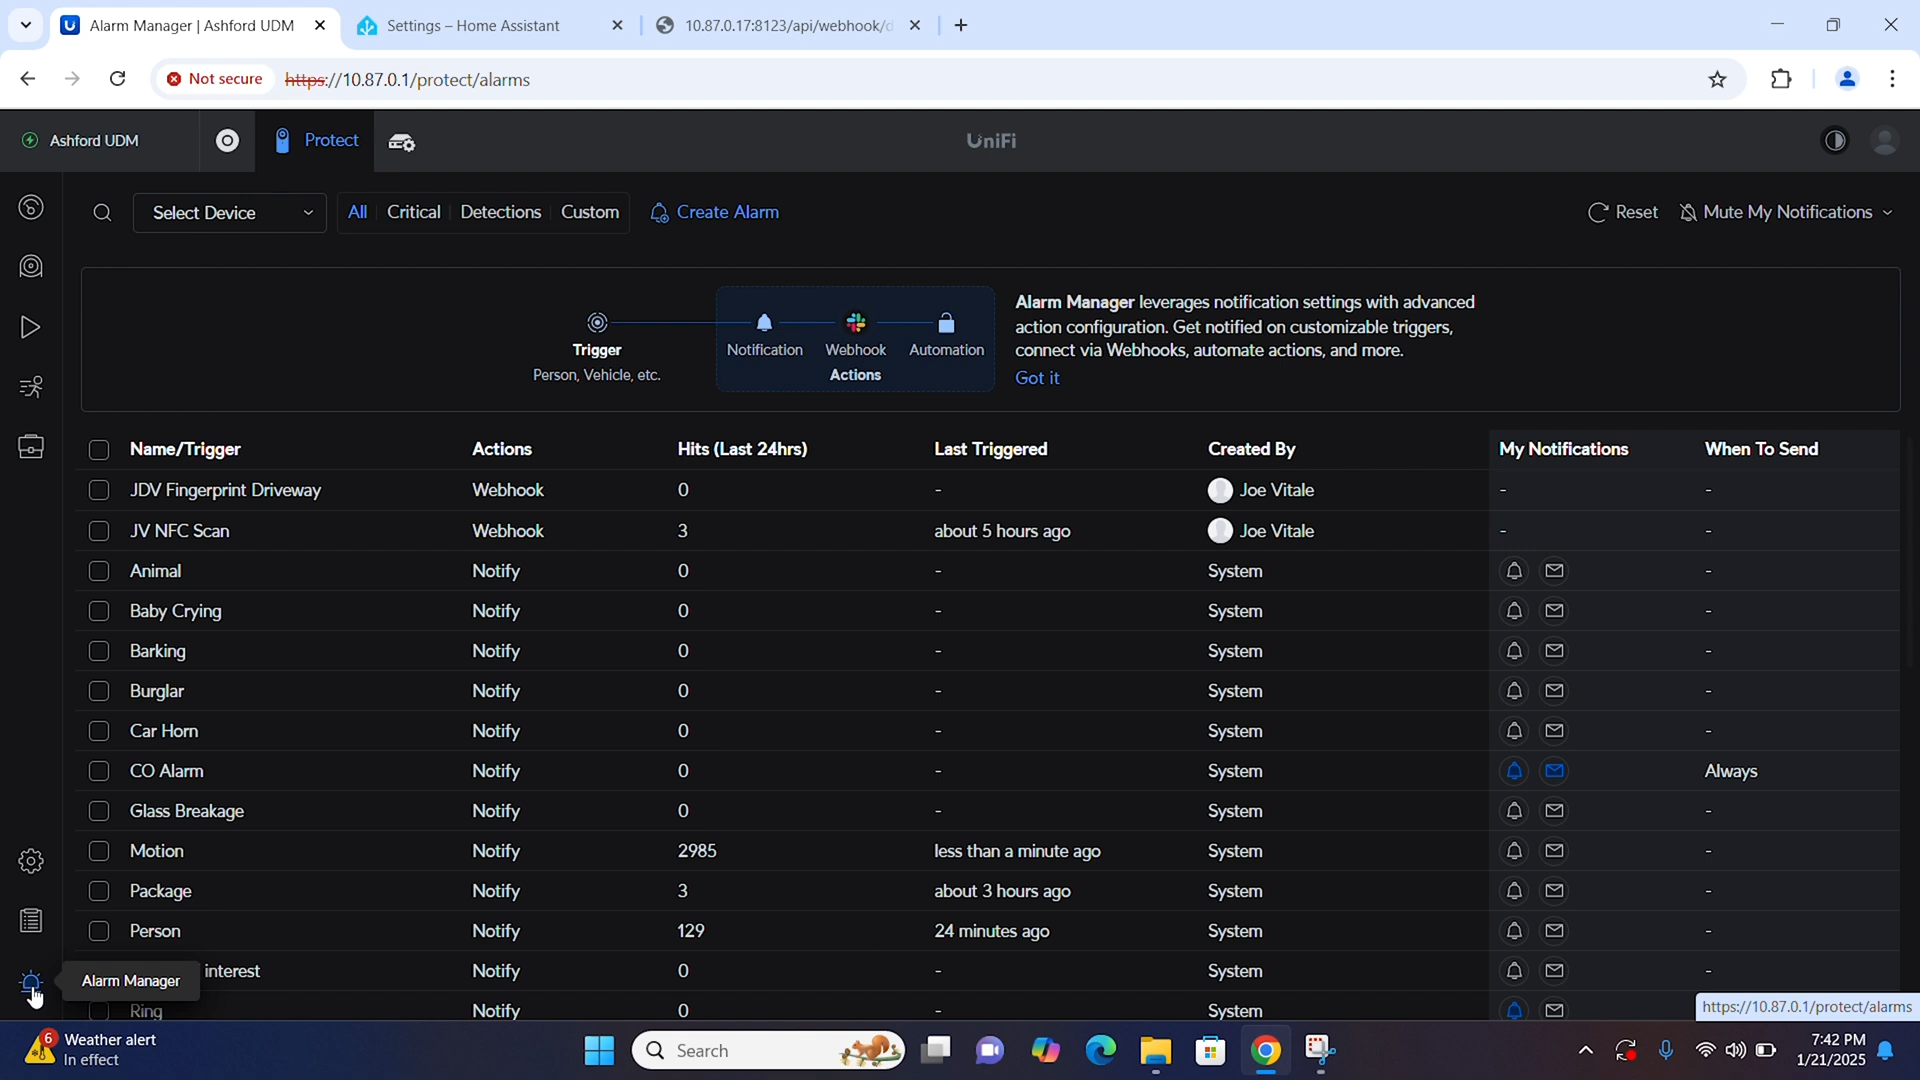 Alarm Manager | Ashford UDM
Settings – Home Assistant
10.87.0.17:8123/api/webhook/d
Not secure
https://10.87.0.1/protect/alarms
Ashford UDM
Protect
UniFi
Select Device
All
Critical
Detections
Custom
Create Alarm
Reset
Mute My Notifications
Trigger
Person, Vehicle, etc.
Notification
Webhook
Automation
Actions
Alarm Manager leverages notification settings with advanced
action configuration. Get notified on customizable triggers,
connect via Webhooks, automate actions, and more.
Got it
Name/Trigger Actions Hits (Last 24hrs) Last Triggered Created By My Notifications When To Send
JDV Fingerprint Driveway Webhook 0 - Joe Vitale - -
JV NFC Scan Webhook 3 about 5 hours ago Joe Vitale - -
Animal Notify 0 - System -
Baby Crying Notify 0 - System -
Barking Notify 0 - System -
Burglar Notify 0 - System -
Car Horn Notify 0 - System -
CO Alarm Notify 0 - System Always
Glass Breakage Notify 0 - System -
Motion Notify 2985 less than a minute ago System -
Package Notify 3 about 3 hours ago System -
Person Notify 129 24 minutes ago System -
interest Notify 0 - System -
Alarm Manager
Ring Notify 0 System
https://10.87.0.1/protect/alarms
6
Weather alert
In effect
Search
7:42 PM
1/21/2025